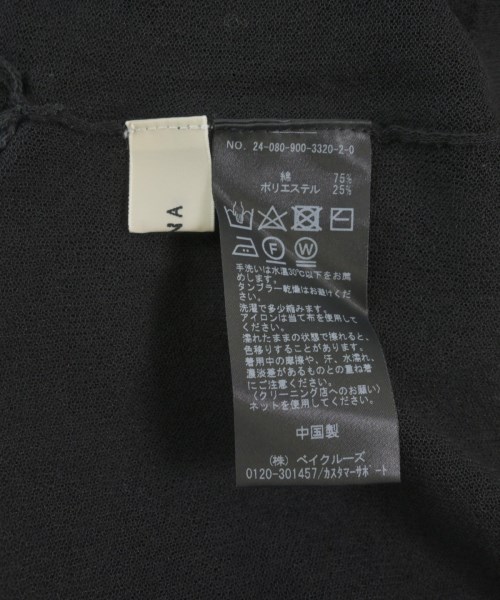 NO. 24-080-900-3320-2-0
綿 75%
ポリエステル 25%
手洗いは水温30℃以下をお薦
めします。
タンブラー乾燥はお避けくださ
い。
洗濯で多少縮みます。
アイロンは当て布を使用して
ください。
濡れたままの状態で擦れると、
色移りすることがあります。
着用中の摩擦や、汗、水濡れ、
濃淡差があるものとの重ね着
にご注意ください。
(クリーニング店へのお願い)
ネットを使用してください。
中国製
(株) ベイクルーズ
0120-301457/カスタマーサポート
NA